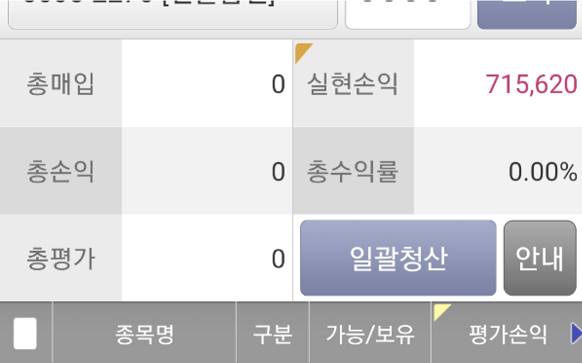 총매입 0 실현손익 715,620
총손익 0 총수익률 0.00%
총평가 0 일괄청산 안내
종목명 구분 가능/보유 평가손익